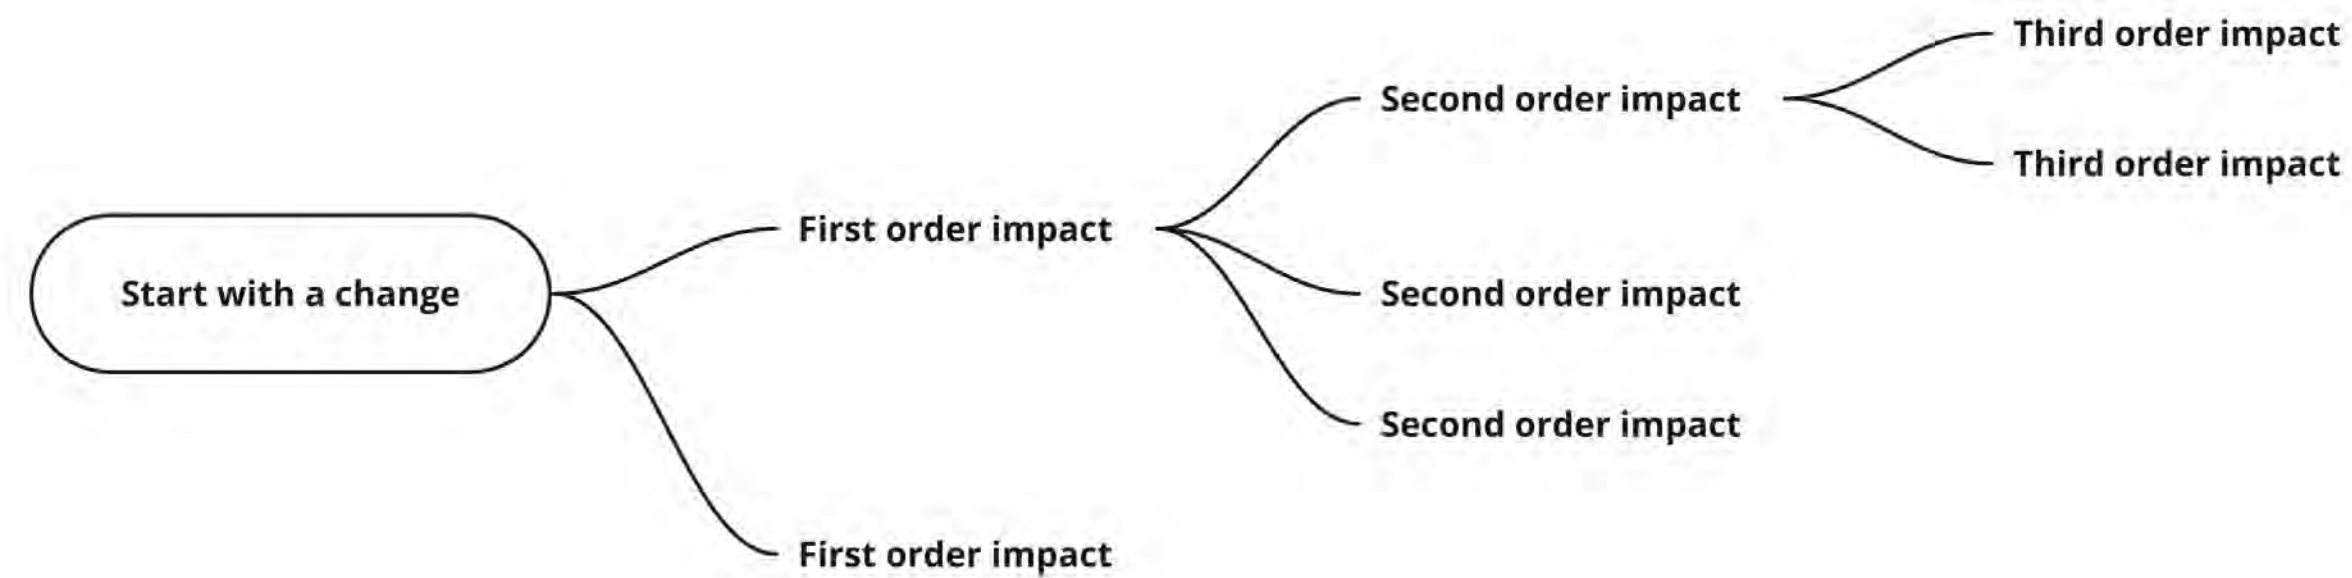 Start with a change
First order impact
Second order impact
Third order impact
Third order impact
Second order impact
Second order impact
First order impact